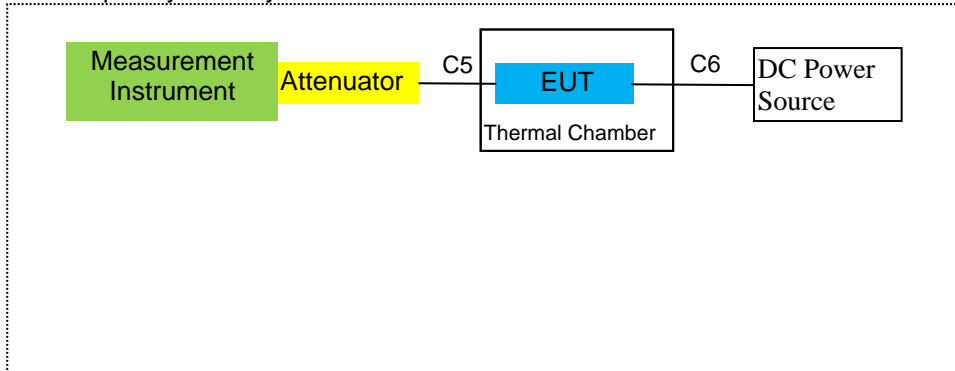 Measurement
Instrument
Attenuator
C5
EUT
Thermal Chamber
C6
DC Power
Source